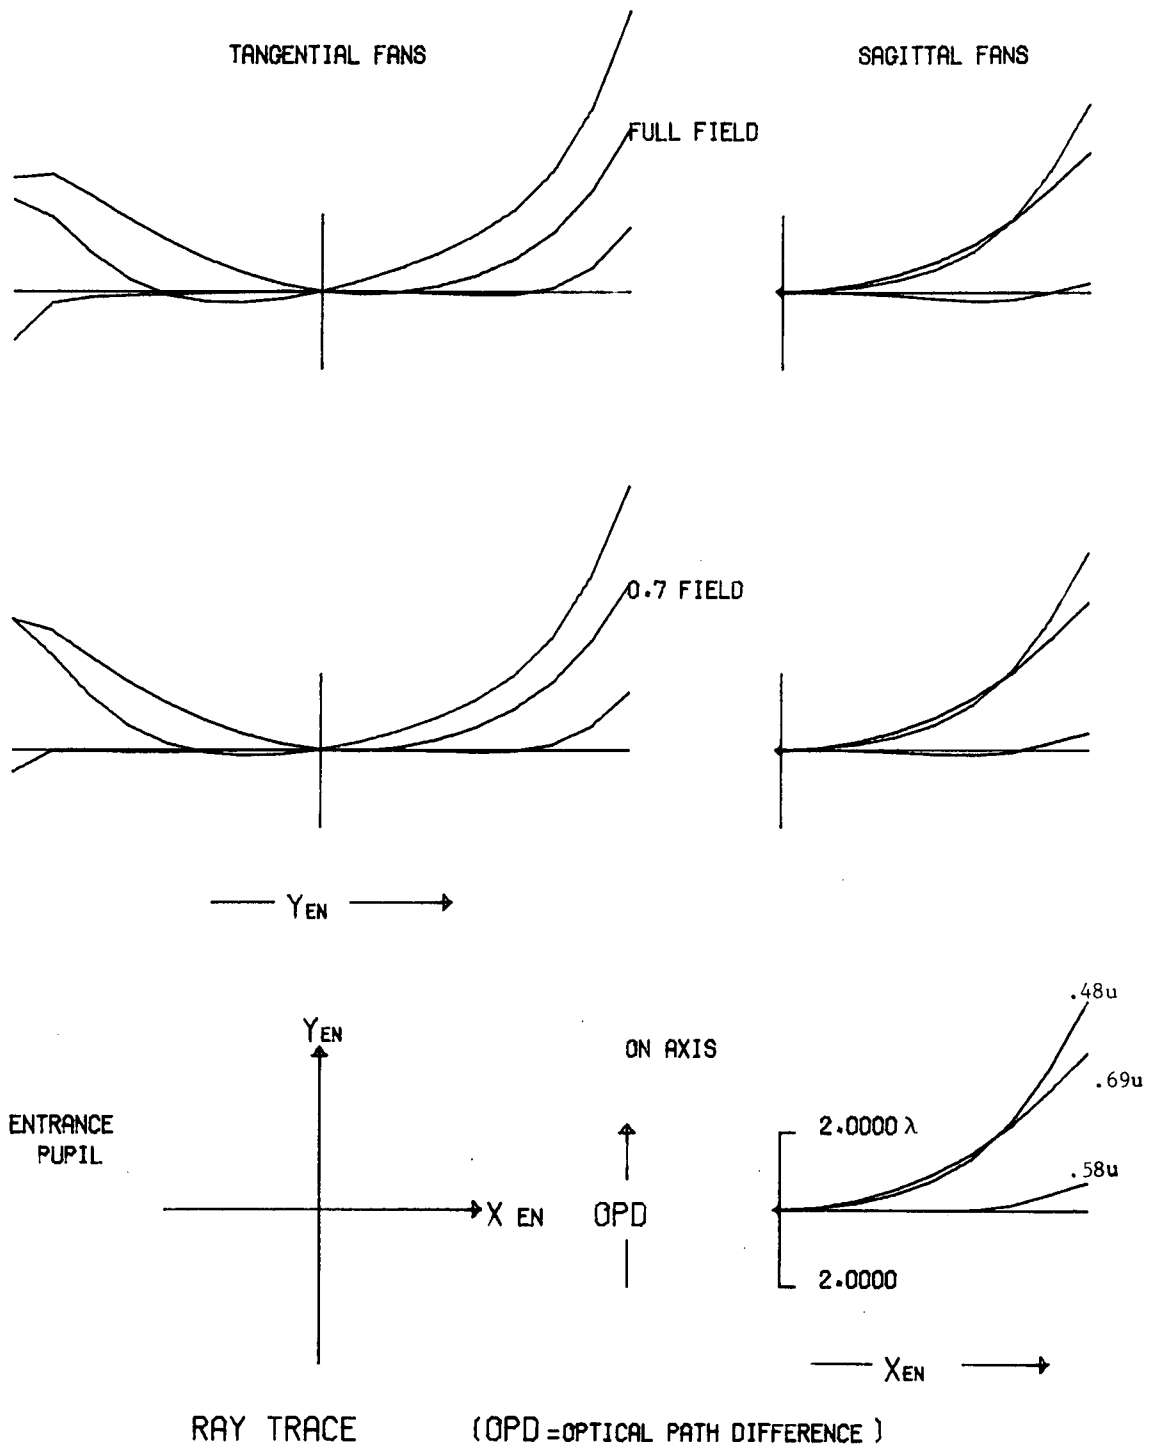 TANGENTIAL FANS
SAGITTAL FANS
FULL FIELD
0.7 FIELD
YEN
YEN
ON AXIS
.48u
.69u
ENTRANCE
PUPIL
2.0000 λ
.58u
X EN
OPD
2.0000
XEN
RAY TRACE
(OPD =OPTICAL PATH DIFFERENCE )